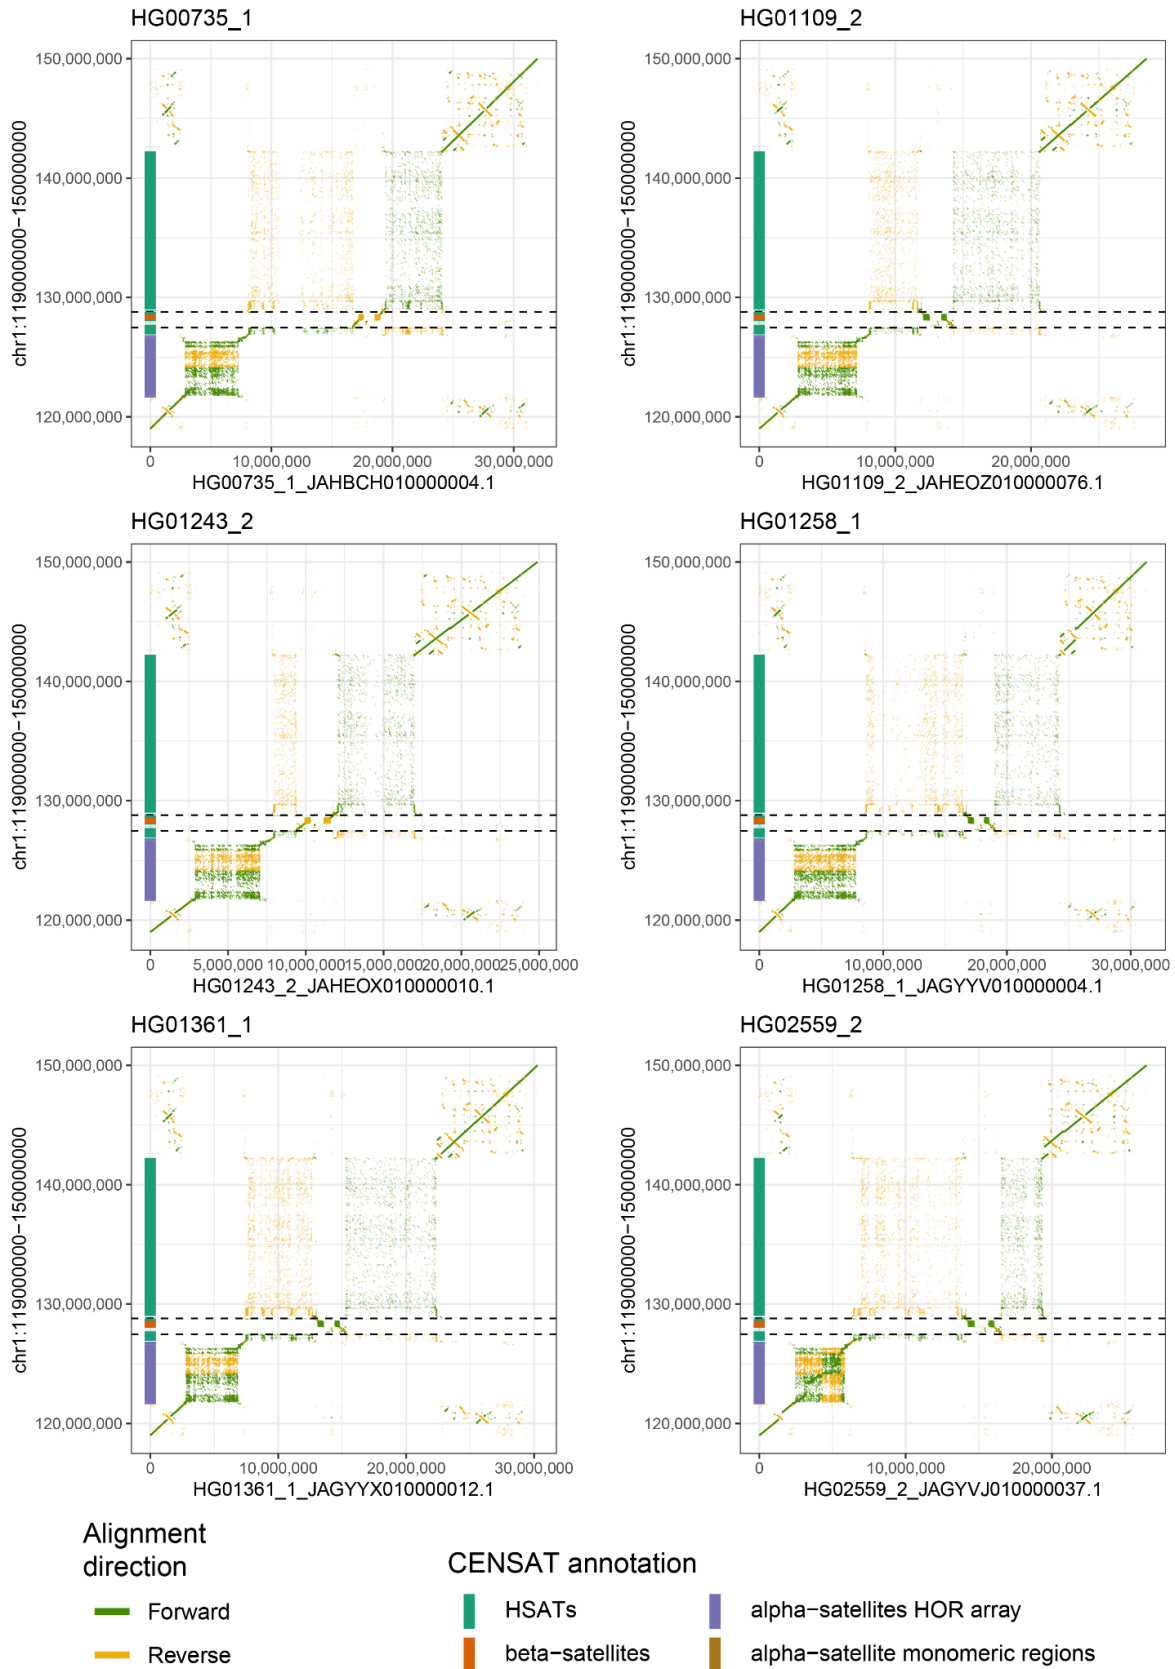 HG00735_1
HG01109_2
150,000,000
140,000,000
130,000,000
120,000,000
chr1:119000000−150000000
0
10,000,000
20,000,000
30,000,000
HG00735_1_JAHBCH010000004.1
150,000,000
140,000,000
130,000,000
120,000,000
chr1:119000000−150000000
0
10,000,000
20,000,000
HG01109_2_JAHEOZ010000076.1
HG01243_2
HG01258_1
150,000,000
140,000,000
130,000,000
120,000,000
chr1:119000000−150000000
0
5,000,000
10,000,000
15,000,000
20,000,000
25,000,000
HG01243_2_JAHEOX010000010.1
150,000,000
140,000,000
130,000,000
120,000,000
chr1:119000000−150000000
0
10,000,000
20,000,000
30,000,000
HG01258_1_JAGYYV010000004.1
HG01361_1
HG02559_2
150,000,000
140,000,000
130,000,000
120,000,000
chr1:119000000−150000000
0
10,000,000
20,000,000
30,000,000
HG01361_1_JAGYYX010000012.1
150,000,000
140,000,000
130,000,000
120,000,000
chr1:119000000−150000000
0
10,000,000
20,000,000
HG02559_2_JAGYVJ010000037.1
Alignment
direction
Forward
Reverse
CENSAT annotation
HSATs
beta−satellites
alpha−satellites HOR array
alpha−satellite monomeric regions